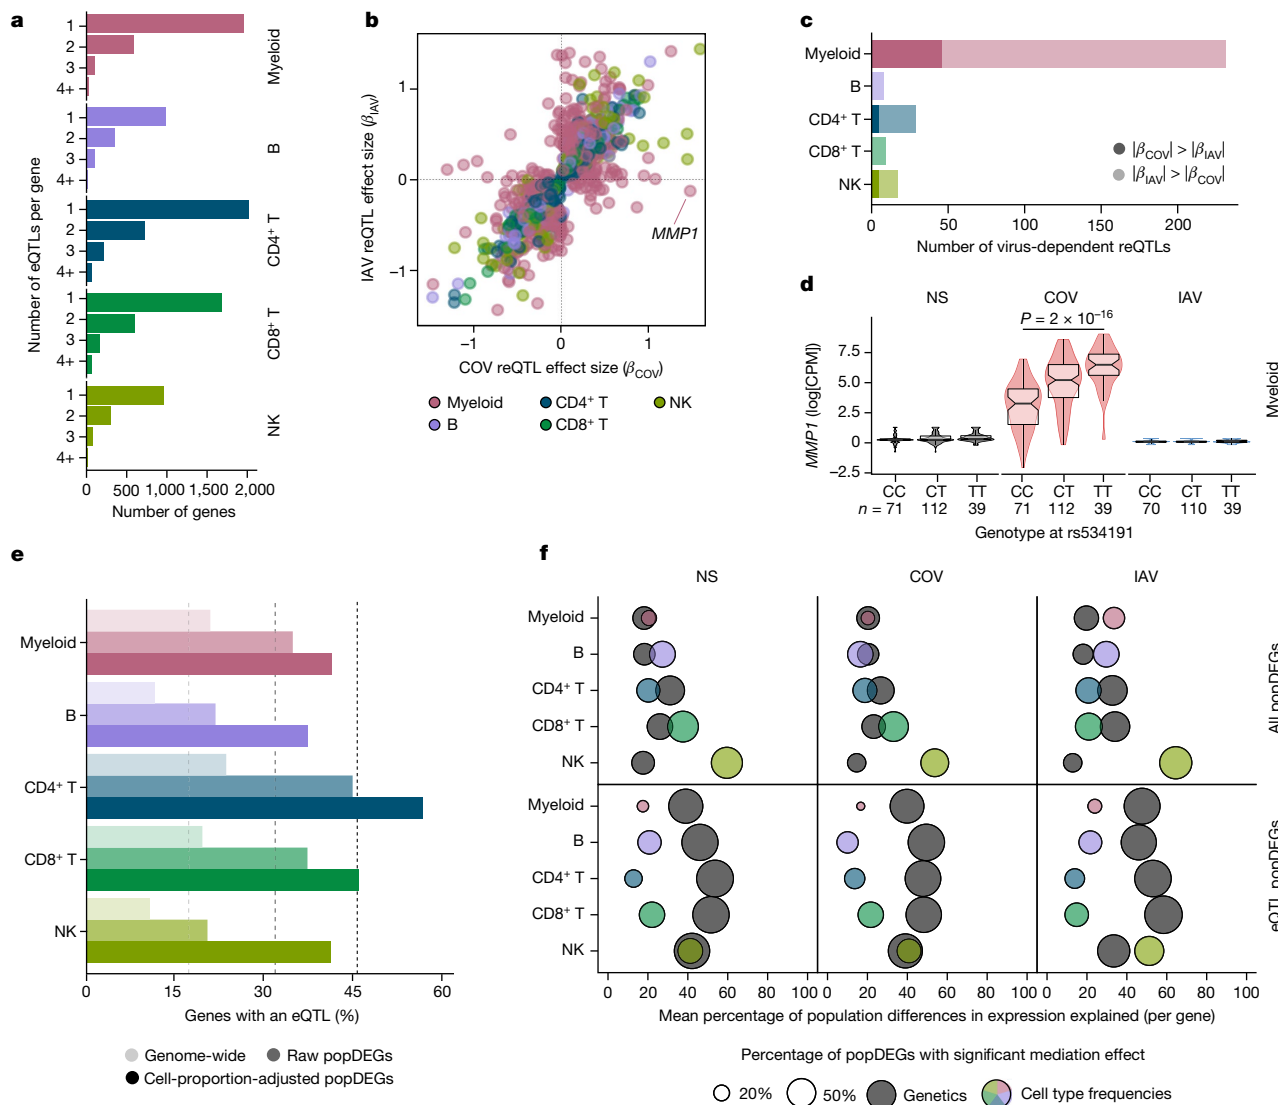 a
Number of eQTLs per gene
1
2
3
4+
Myeloid
1
2
3
4+
B
1
2
3
4+
CD4+ T
1
2
3
4+
CD8+ T
1
2
3
4+
NK
0 500 1,000 1,500 2,000
Number of genes
b
IAV reQTL effect size (βIAV)
1
0
−1
MMP1
−1 0 1
COV reQTL effect size (βCOV)
Myeloid CD4+ T NK
B CD8+ T
c
Myeloid
B
CD4+ T
CD8+ T
NK
|βCOV| > |βIAV|
|βIAV| > |βCOV|
0 50 100 150 200
Number of virus-dependent reQTLs
d
NS COV IAV
P = 2 × 10−16
MMP1 (log[CPM])
7.5
5.0
2.5
0
−2.5
Myeloid
CC CT TT CC CT TT CC CT TT
n = 71 112 39 71 112 39 70 110 39
Genotype at rs534191
e
Myeloid
B
CD4+ T
CD8+ T
NK
0 15 30 45 60
Genes with an eQTL (%)
Genome-wide Raw popDEGs
Cell-proportion-adjusted popDEGs
f
NS COV IAV
Myeloid
B
CD4+ T
CD8+ T
NK
All popDEGs
Myeloid
B
CD4+ T
CD8+ T
NK
eQTL popDEGs
0 20 40 60 80 100 0 20 40 60 80 100 0 20 40 60 80 100
Mean percentage of population differences in expression explained (per gene)
Percentage of popDEGs with significant mediation effect
20% 50% Genetics Cell type frequencies